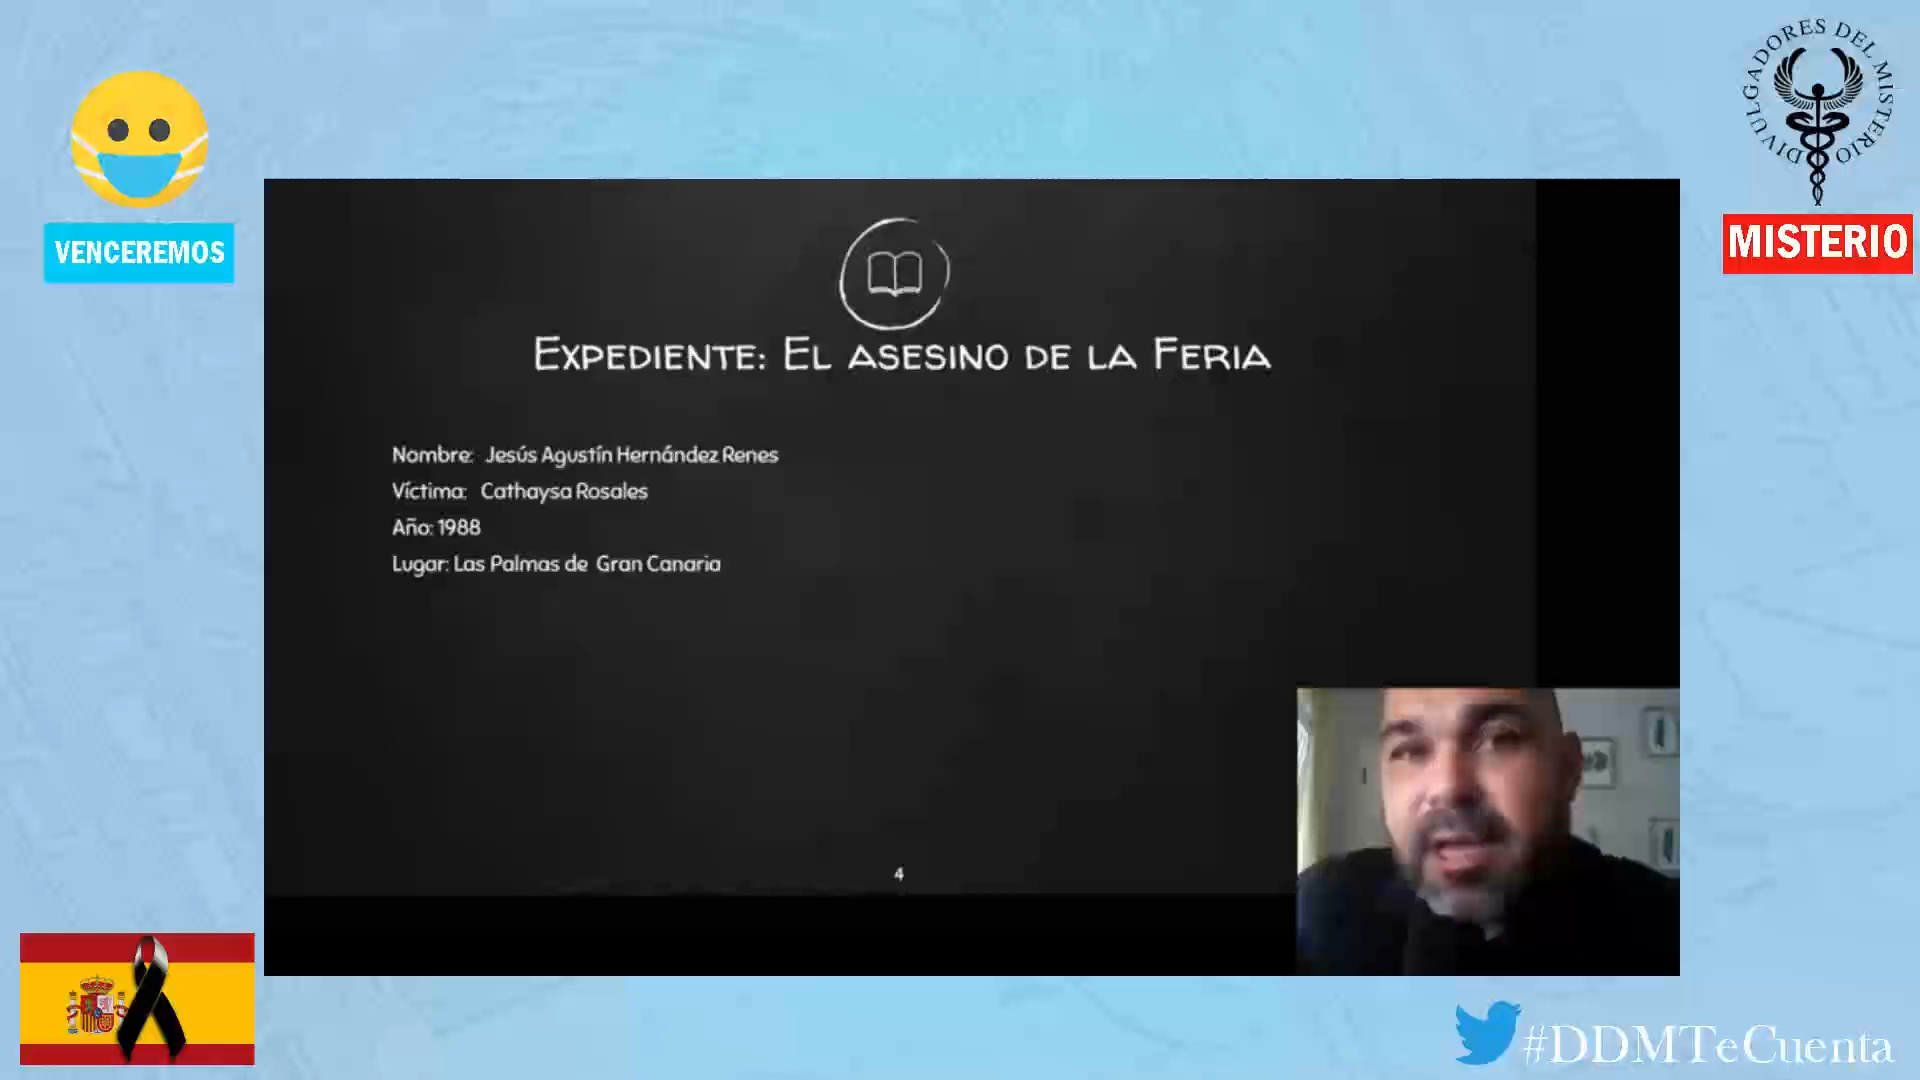 DIVULGADORES DEL MISTERIO
VENCEREMOS
MISTERIO
EXPEDIENTE: EL ASESINO DE LA FERIA
Nombre: Jesús Agustín Hernández Renes
Víctima: Cathaysa Rosales
Año: 1988
Lugar: Las Palmas de Gran Canaria
4
#DDMTeCuenta